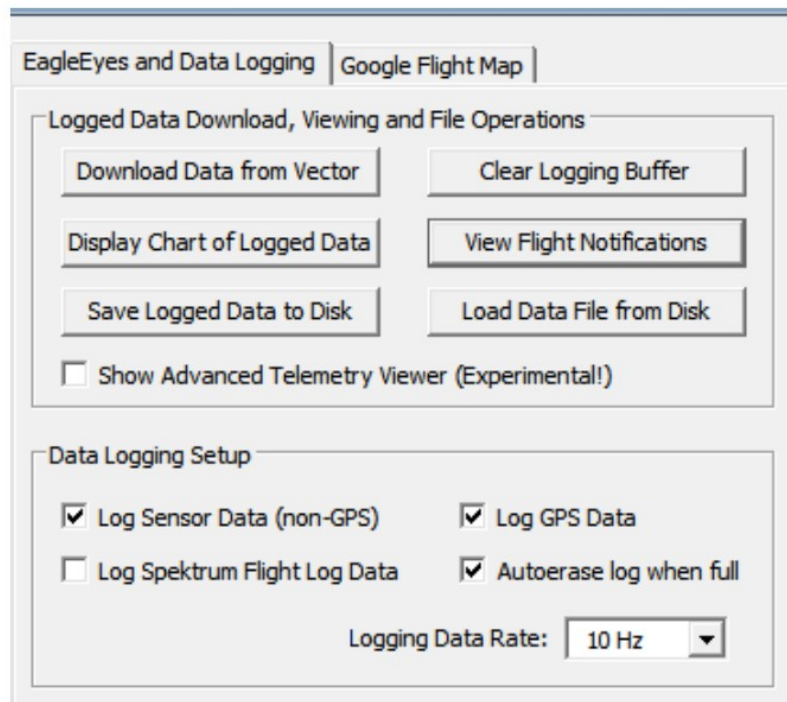 EagleEyes and Data Logging Google Flight Map
Logged Data Download, Viewing and File Operations
Download Data from Vector Clear Logging Buffer
Display Chart of Logged Data View Flight Notifications
Save Logged Data to Disk Load Data File from Disk
Show Advanced Telemetry Viewer (Experimental!)
Data Logging Setup
Log Sensor Data (non-GPS) Log GPS Data
Log Spektrum Flight Log Data Autoerase log when full
Logging Data Rate: 10 Hz